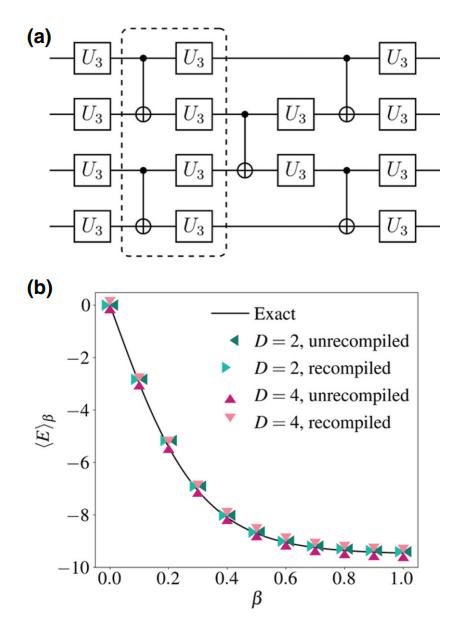 (a)
U₃ U₃ U₃
U₃ U₃ U₃ U₃
U₃ U₃ U₃ U₃
U₃ U₃ U₃
(b)
0
−2
−4
−6
−8
−10
⟨E⟩β
Exact
D = 2, unrecompiled
D = 2, recompiled
D = 4, unrecompiled
D = 4, recompiled
0.0 0.2 0.4 0.6 0.8 1.0
β